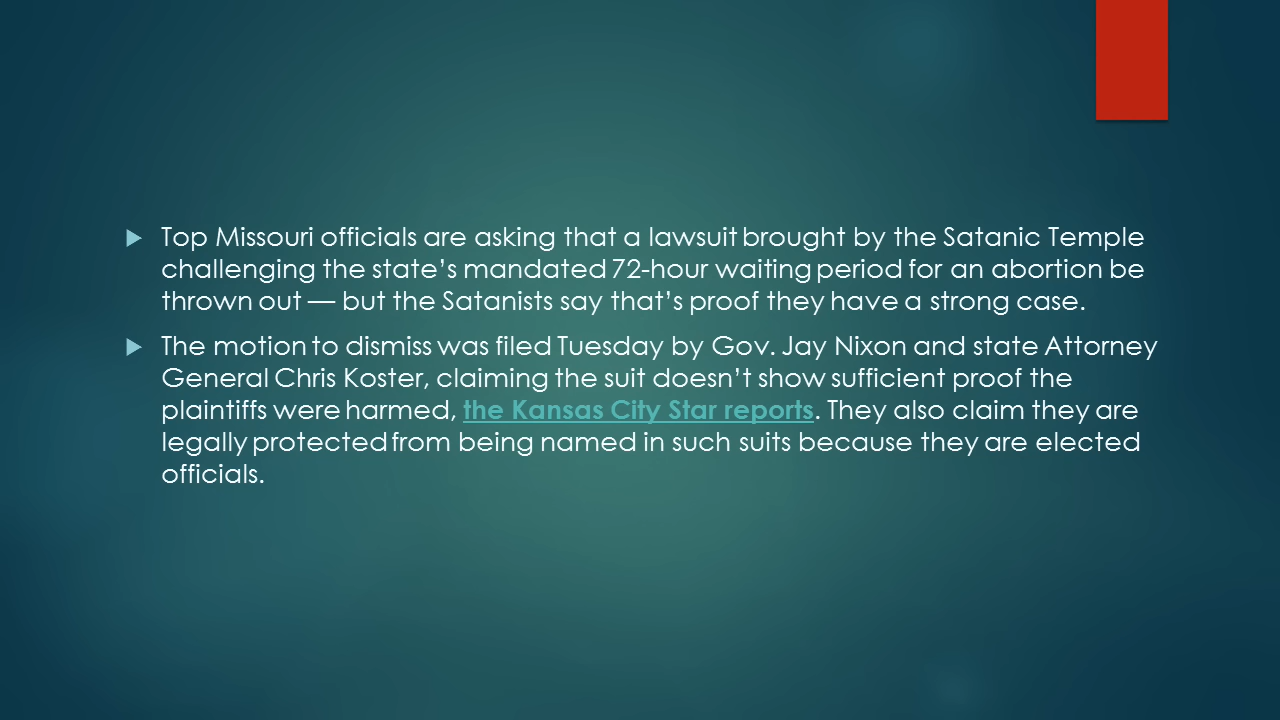 Top Missouri officials are asking that a lawsuit brought by the Satanic Temple
challenging the state’s mandated 72-hour waiting period for an abortion be
thrown out — but the Satanists say that’s proof they have a strong case.
The motion to dismiss was filed Tuesday by Gov. Jay Nixon and state Attorney
General Chris Koster, claiming the suit doesn’t show sufficient proof the
plaintiffs were harmed, the Kansas City Star reports. They also claim they are
legally protected from being named in such suits because they are elected
officials.